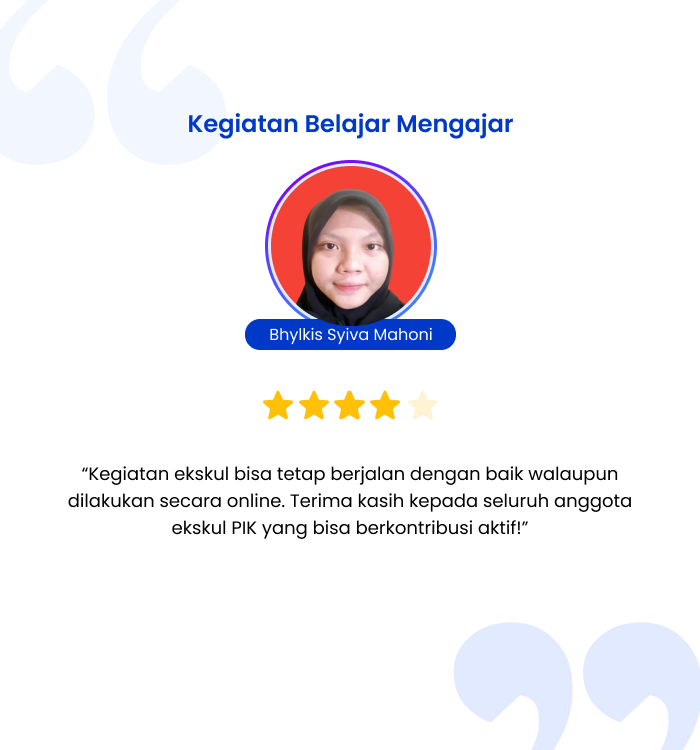 Kegiatan Belajar Mengajar
Bhylkis Syiva Mahoni
“Kegiatan ekskul bisa tetap berjalan dengan baik walaupun
dilakukan secara online. Terima kasih kepada seluruh anggota
ekskul PIK yang bisa berkontribusi aktif!”